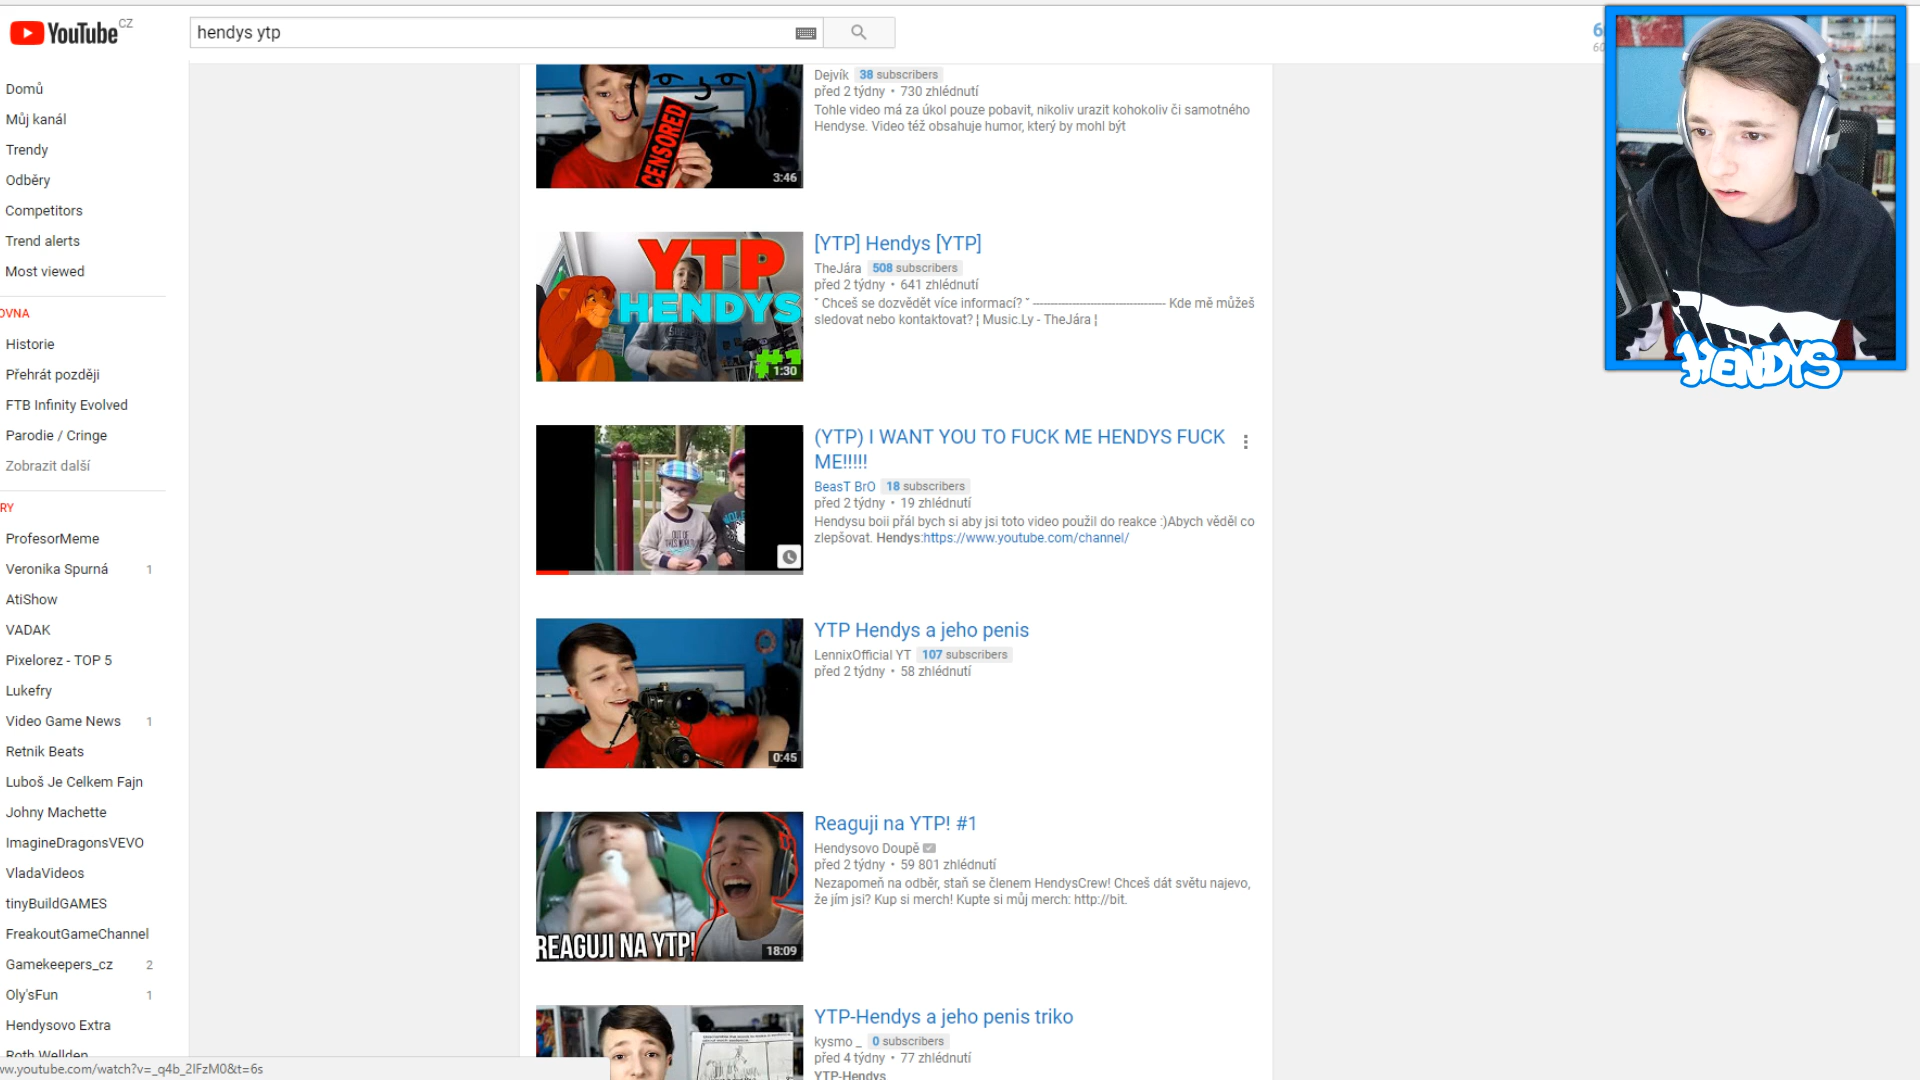 YouTube CZ
hendys ytp
Domů
Můj kanál
Trendy
Odběry
Competitors
Trend alerts
Most viewed
OVNA
Historie
Přehrát později
FTB Infinity Evolved
Parodie / Cringe
Zobrazit další
RY
ProfesorMeme
Veronika Spurná 1
AtiShow
VADAK
Pixelorez - TOP 5
Lukefry
Video Game News 1
Retnik Beats
Luboš Je Celkem Fajn
Johny Machette
ImagineDragonsVEVO
VladaVideos
tinyBuildGAMES
FreakoutGameChannel
Gamekeepers_cz 2
Oly'sFun 1
Hendysovo Extra
Roth Wellden
ww.youtube.com/watch?v=_q4b_2IFzM0&t=6s
CENSORED
3:46
Dejvík 38 subscribers
před 2 týdny • 730 zhlédnutí
Tohle video má za úkol pouze pobavit, nikoliv urazit kohokoliv či samotného
Hendyse. Video též obsahuje humor, který by mohl být
YTP
HENDYS
#1
1:30
[YTP] Hendys [YTP]
TheJára 508 subscribers
před 2 týdny • 641 zhlédnutí
ˇ Chceš se dozvědět více informací? ˇ ------------------------------------- Kde mě můžeš
sledovat nebo kontaktovat? ¦ Music.Ly - TheJára ¦
(YTP) I WANT YOU TO FUCK ME HENDYS FUCK
ME!!!!!
BeasT BrO 18 subscribers
před 2 týdny • 19 zhlédnutí
Hendysu boii přál bych si aby jsi toto video použil do reakce :)Abych věděl co
zlepšovat. Hendys:https://www.youtube.com/channel/
0:45
YTP Hendys a jeho penis
LennixOfficial YT 107 subscribers
před 2 týdny • 58 zhlédnutí
REAGUJI NA YTP!
18:09
Reaguji na YTP! #1
Hendysovo Doupě
před 2 týdny • 59 801 zhlédnutí
Nezapomeň na odběr, staň se členem HendysCrew! Chceš dát světu najevo,
že jím jsi? Kup si merch! Kupte si můj merch: http://bit.
YTP-Hendys a jeho penis triko
kysmo _ 0 subscribers
před 4 týdny • 77 zhlédnutí
YTP-Hendys
HENDYS